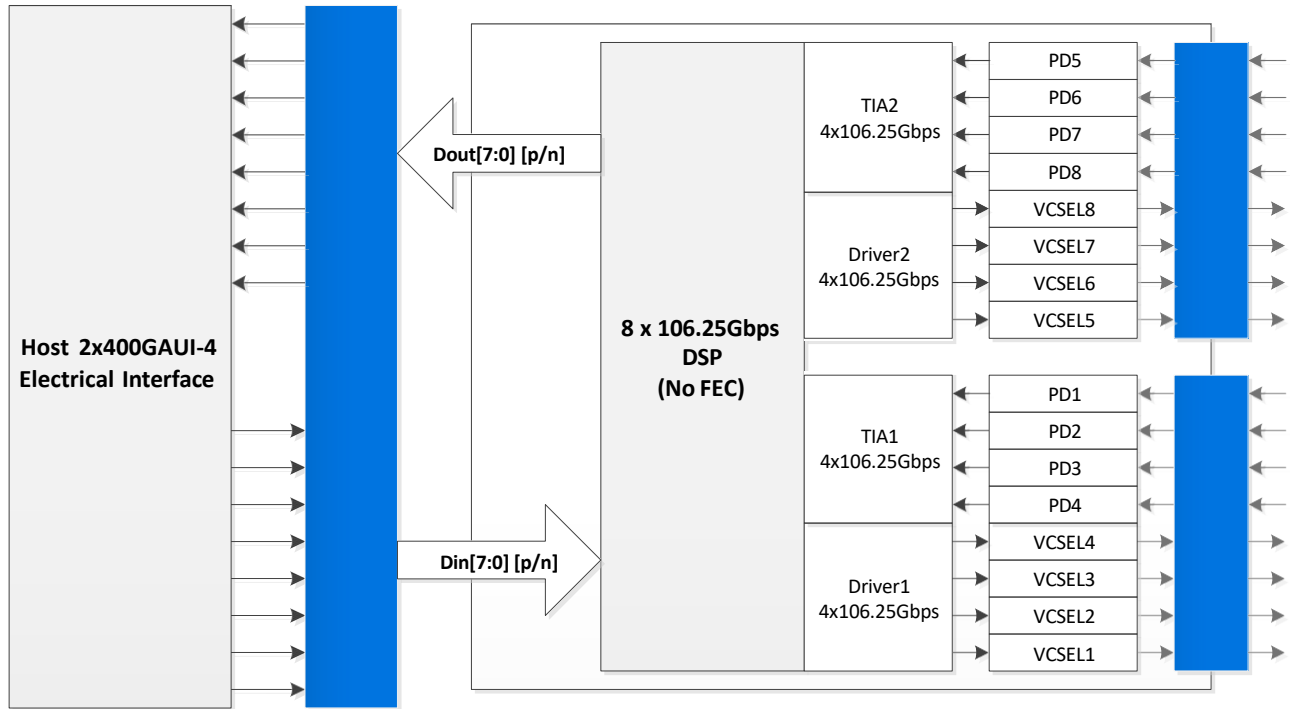 Host 2x400GAUI-4
Electrical Interface
Dout[7:0] [p/n]
Din[7:0] [p/n]
8 x 106.25Gbps
DSP
(No FEC)
TIA2
4x106.25Gbps
Driver2
4x106.25Gbps
TIA1
4x106.25Gbps
Driver1
4x106.25Gbps
PD5
PD6
PD7
PD8
VCSEL8
VCSEL7
VCSEL6
VCSEL5
PD1
PD2
PD3
PD4
VCSEL4
VCSEL3
VCSEL2
VCSEL1